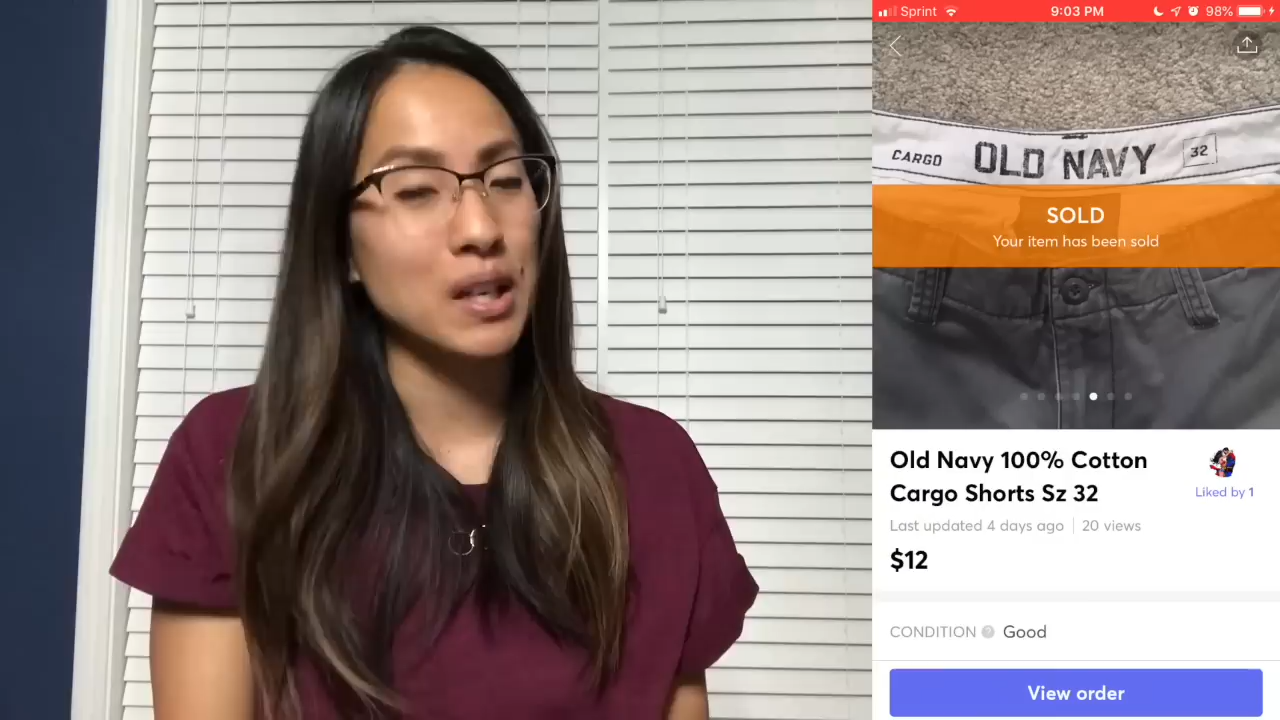 Sprint 9:03 PM 98%
CARGO OLD NAVY 32
SOLD
Your item has been sold
Old Navy 100% Cotton
Cargo Shorts Sz 32
Liked by 1
Last updated 4 days ago 20 views
$12
CONDITION ? Good
View order